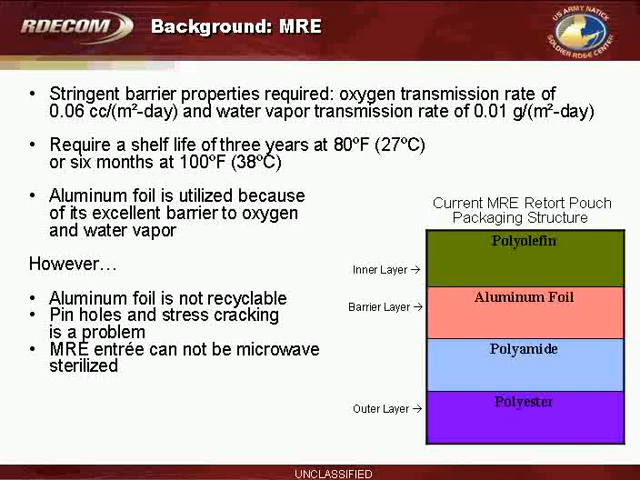 RDECOM
Background: MRE
US ARMY NATICK
SOLDIER RD&E CENTER
• Stringent barrier properties required: oxygen transmission rate of
0.06 cc/(m²-day) and water vapor transmission rate of 0.01 g/(m²-day)
• Require a shelf life of three years at 80ºF (27ºC)
or six months at 100ºF (38ºC)
• Aluminum foil is utilized because
of its excellent barrier to oxygen
and water vapor
However…
• Aluminum foil is not recyclable
• Pin holes and stress cracking
is a problem
• MRE entrée can not be microwave
sterilized
Current MRE Retort Pouch
Packaging Structure
Polyolefin
Inner Layer →
Aluminum Foil
Barrier Layer →
Polyamide
Polyester
Outer Layer →
UNCLASSIFIED